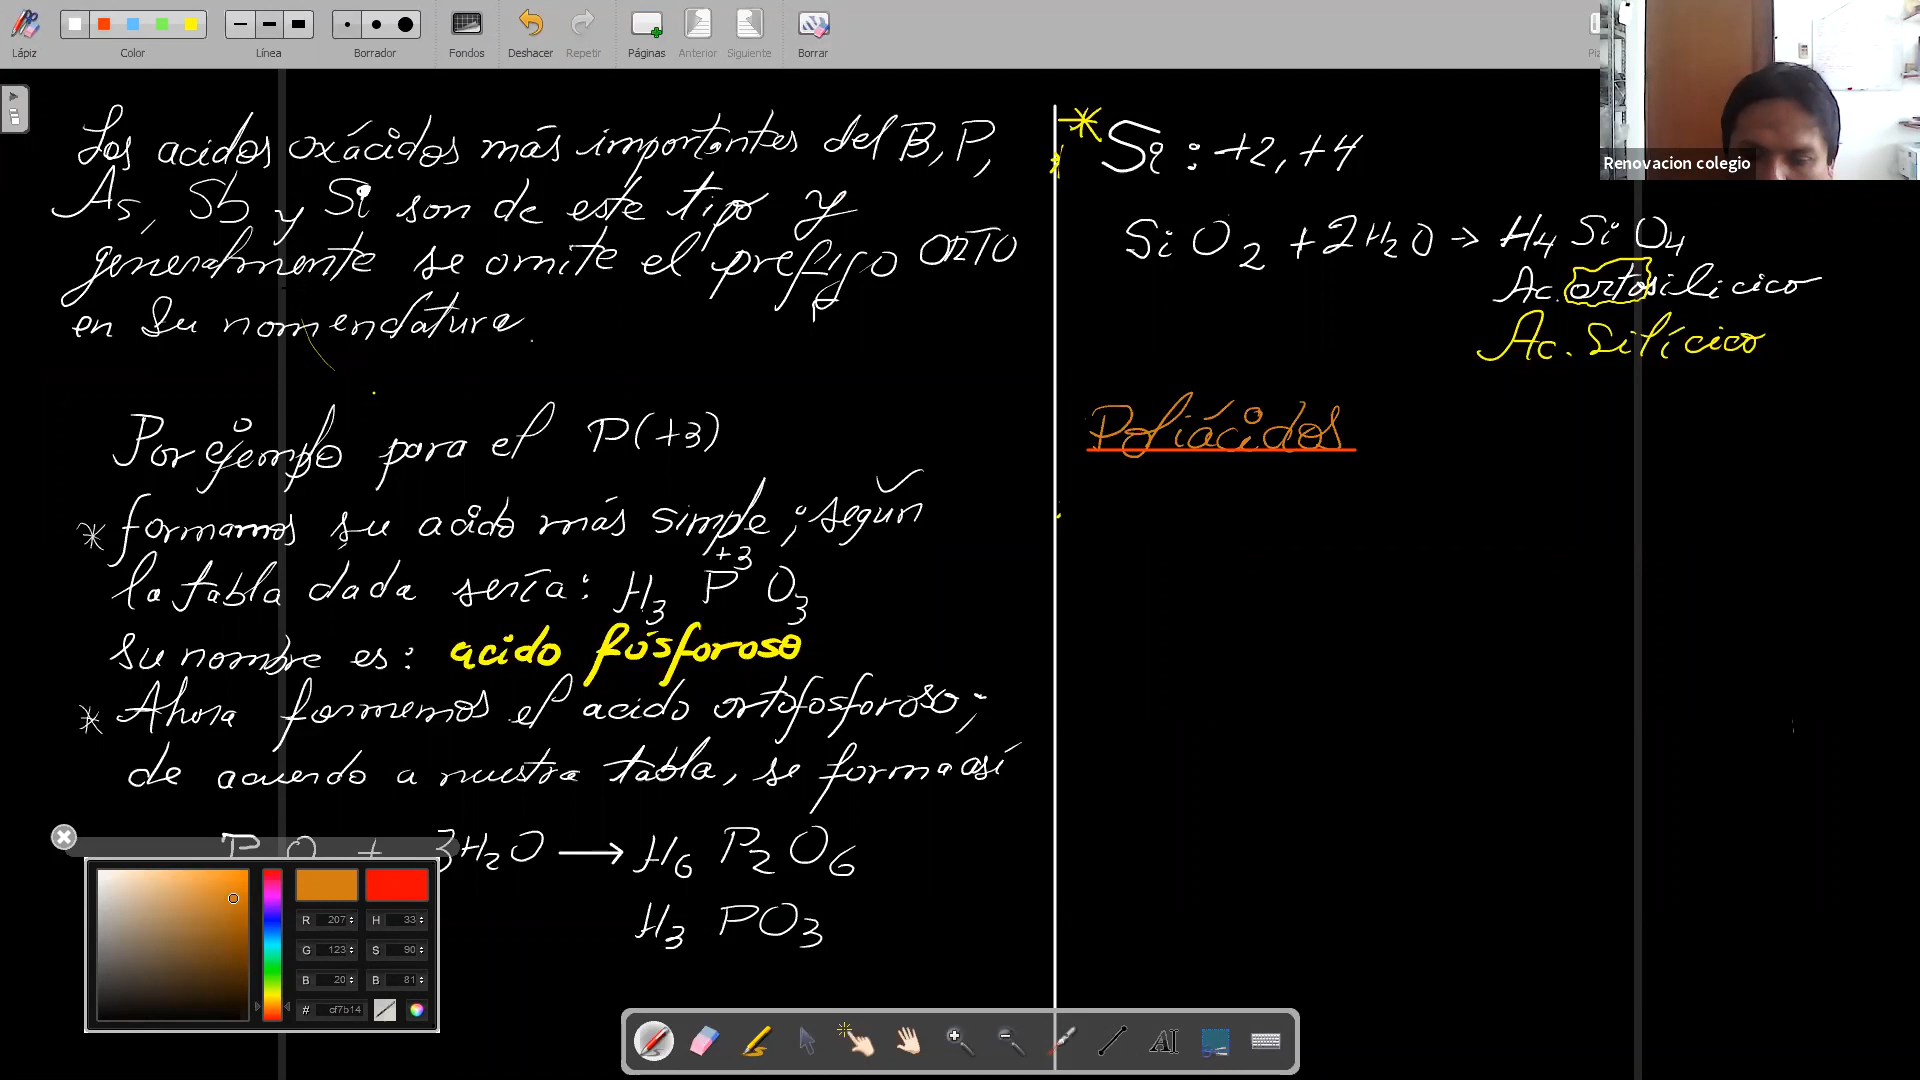 Lápiz
Color
Línea
Borrador
Fondos
Deshacer
Repetir
Páginas
Anterior
Siguiente
Borrar
Renovacion colegio
Los acidos oxácidos más importantes del B, P,
As, Sb y Si son de este tipo y
generalmente se omite el prefijo ORTO
en su nomenclatura.
Por ejemplo para el P(+3)
* formamos su acido más simple; según
+3
la tabla dada sería: H3 P O3
su nombre es: acido fósforoso
* Ahora formemos el acido ortofosforoso;
de acuerdo a nuestra tabla, se forma así
+ 3H2O → H6 P2 O6
H3 PO3
* Si : +2, +4
SiO2 + 2H2O → H4 SiO4
Ac. ortosilicico
Ac. Silícico
Poliácidos
R 207 H 33
G 123 S 90
B 20 B 81
# cf7b14